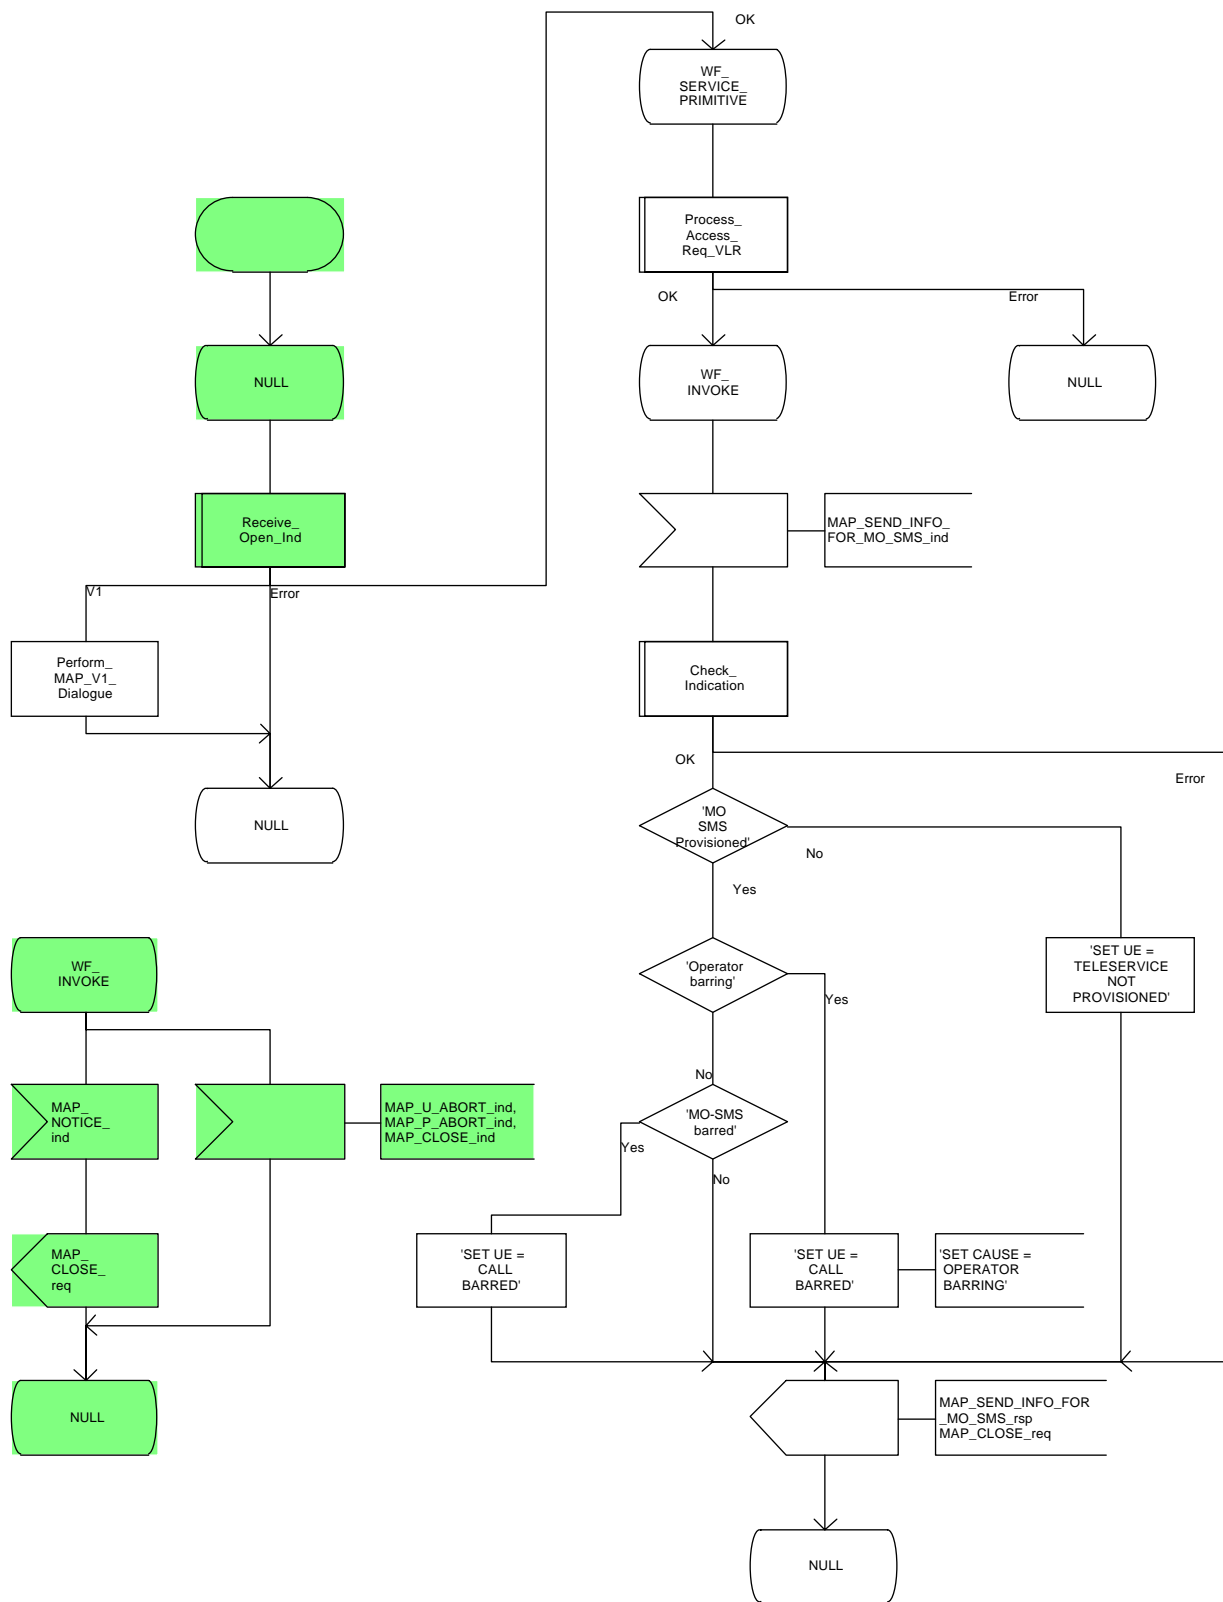 OK
WF_
SERVICE_
PRIMITIVE
Process_
Access_
Req_VLR
OK
Error
NULL
WF_
INVOKE
NULL
Receive_
Open_Ind
MAP_SEND_INFO_
FOR_MO_SMS_ind
V1
Error
Perform_
MAP_V1_
Dialogue
Check_
Indication
OK
Error
NULL
'MO
SMS
Provisioned'
No
Yes
WF_
INVOKE
'Operator
barring'
Yes
'SET UE =
TELESERVICE
NOT
PROVISIONED'
No
MAP_
NOTICE_
ind
MAP_U_ABORT_ind,
MAP_P_ABORT_ind,
MAP_CLOSE_ind
'MO-SMS
barred'
Yes
No
MAP_
CLOSE_
req
'SET UE =
CALL
BARRED'
'SET UE =
CALL
BARRED'
'SET CAUSE =
OPERATOR
BARRING'
NULL
MAP_SEND_INFO_FOR
_MO_SMS_rsp
MAP_CLOSE_req
NULL